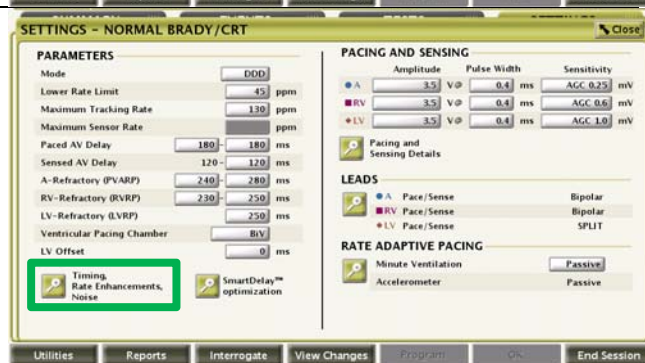 SETTINGS - NORMAL BRADY/CRT
Close
PARAMETERS
Mode DDD
Lower Rate Limit 45 ppm
Maximum Tracking Rate 130 ppm
Maximum Sensor Rate ppm
Paced AV Delay 180 - 180 ms
Sensed AV Delay 120 - 120 ms
A-Refractory (PVARP) 240 - 280 ms
RV-Refractory (RVRP) 230 - 250 ms
LV-Refractory (LVRP) 250 ms
Ventricular Pacing Chamber BiV
LV Offset 0 ms
Timing,
Rate Enhancements,
Noise
SmartDelay™
optimization
PACING AND SENSING
Amplitude Pulse Width Sensitivity
A 3.5 V@ 0.4 ms AGC 0.25 mV
RV 3.5 V@ 0.4 ms AGC 0.6 mV
LV 3.5 V@ 0.4 ms AGC 1.0 mV
Pacing and
Sensing Details
LEADS
A Pace/Sense Bipolar
RV Pace/Sense Bipolar
LV Pace/Sense SPLIT
RATE ADAPTIVE PACING
Minute Ventilation Passive
Accelerometer Passive
Utilities Reports Interrogate View Changes Program OK End Session